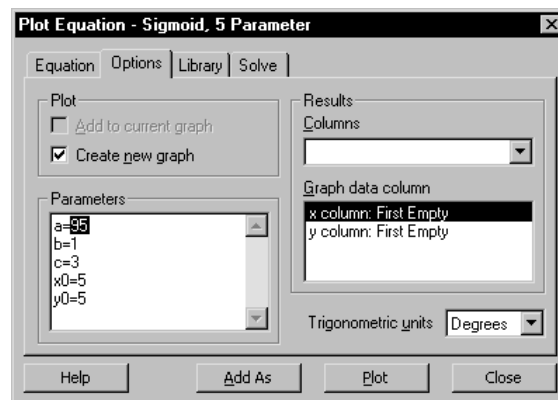 Plot Equation - Sigmoid, 5 Parameter
Equation Options Library Solve
Plot
Add to current graph
Create new graph
Parameters
a=95
b=1
c=3
x0=5
y0=5
Results
Columns
Graph data column
x column: First Empty
y column: First Empty
Trigonometric units Degrees
Help Add As Plot Close